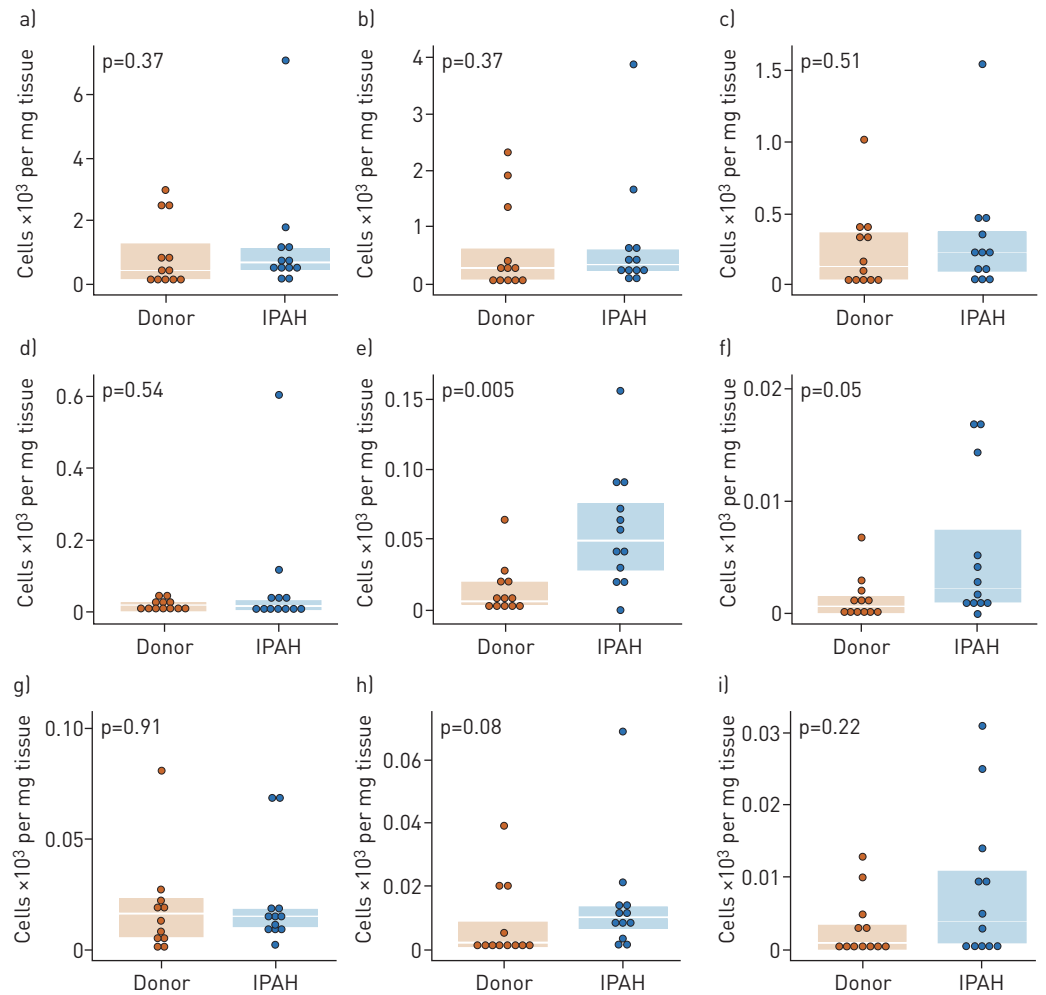 a)
Cells ×10³ per mg tissue
p=0.37
6
4
2
0
Donor
IPAH
b)
Cells ×10³ per mg tissue
p=0.37
4
3
2
1
0
Donor
IPAH
c)
Cells ×10³ per mg tissue
p=0.51
1.5
1.0
0.5
0
Donor
IPAH
d)
Cells ×10³ per mg tissue
p=0.54
0.6
0.4
0.2
0
Donor
IPAH
e)
Cells ×10³ per mg tissue
p=0.005
0.15
0.10
0.05
0
Donor
IPAH
f)
Cells ×10³ per mg tissue
p=0.05
0.02
0.01
0
Donor
IPAH
g)
Cells ×10³ per mg tissue
p=0.91
0.10
0.05
0
Donor
IPAH
h)
Cells ×10³ per mg tissue
p=0.08
0.06
0.04
0.02
0
Donor
IPAH
i)
Cells ×10³ per mg tissue
p=0.22
0.03
0.02
0.01
0
Donor
IPAH